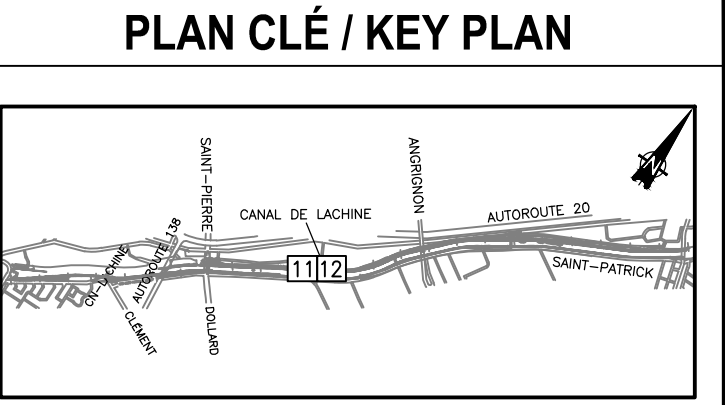 PLAN CLÉ / KEY PLAN
N
SAINT-PIERRE
ANGRIGNON
CANAL DE LACHINE
AUTOROUTE 20
AUTOROUTE 138
CN-LACHINE
11 12
SAINT-PATRICK
CLÉMENT
DOLLARD